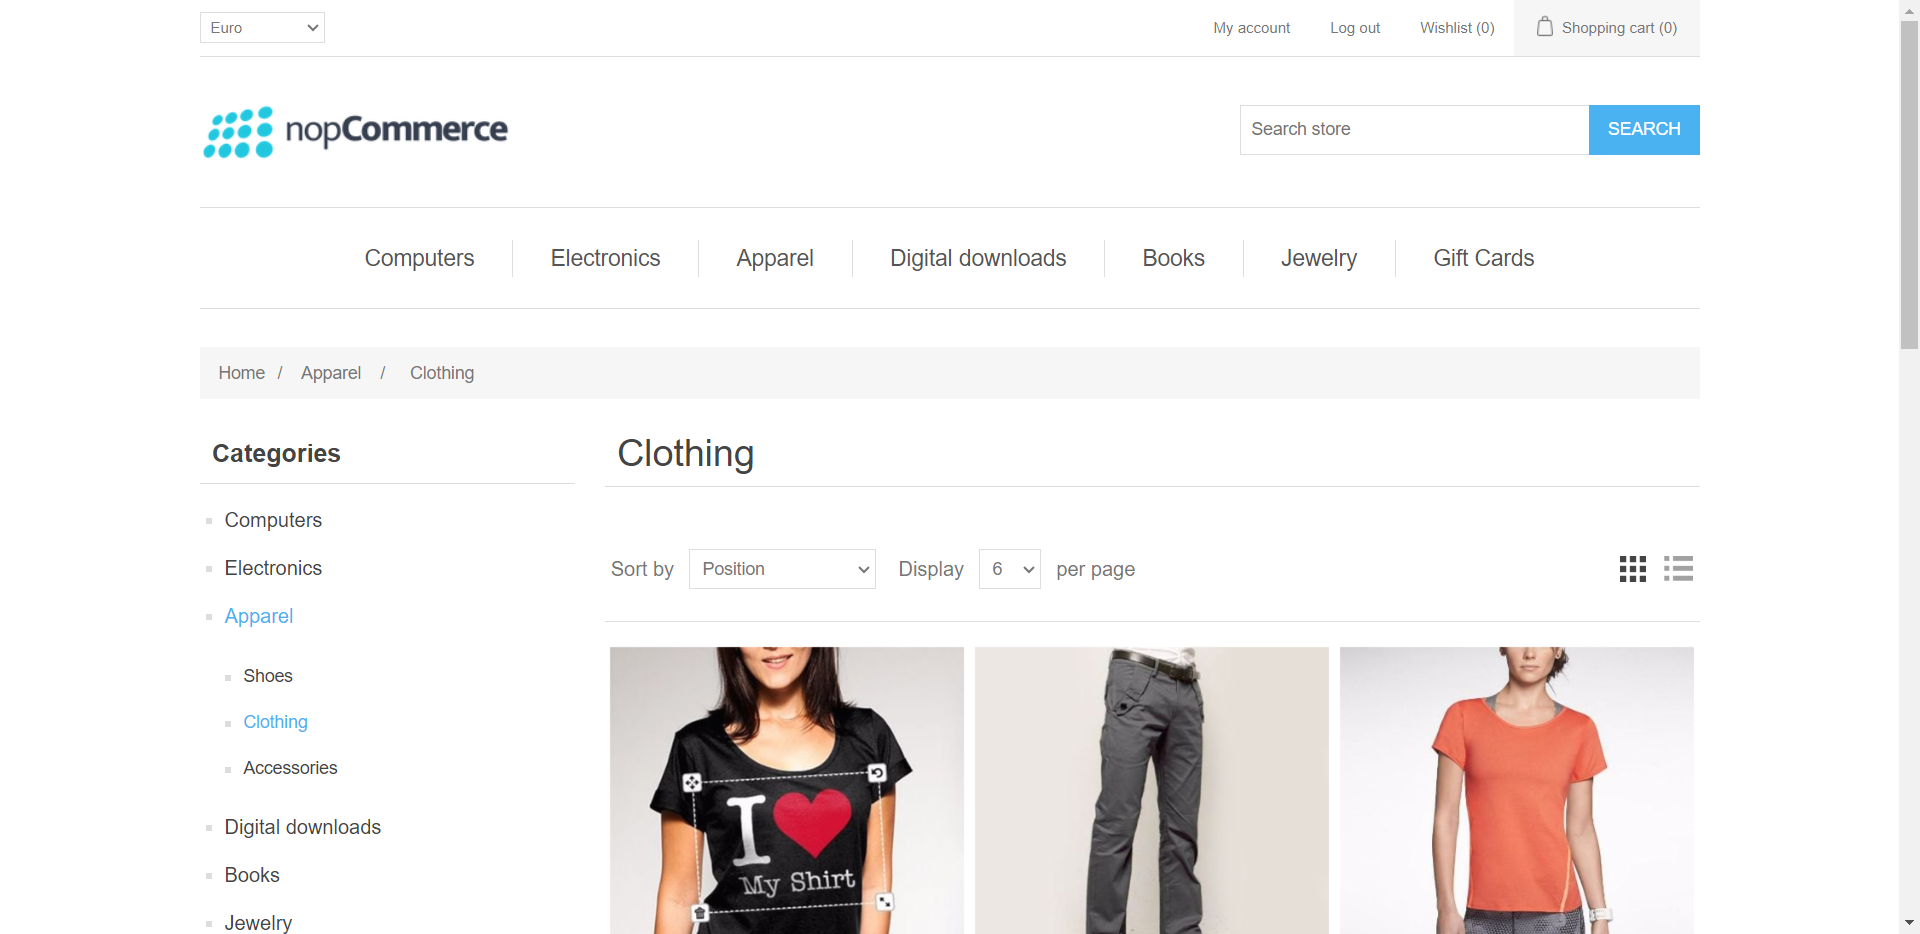 Euro
My account
Log out
Wishlist (0)
Shopping cart (0)
nopCommerce
Search store
SEARCH
Computers
Electronics
Apparel
Digital downloads
Books
Jewelry
Gift Cards
Home / Apparel / Clothing
Categories
Computers
Electronics
Apparel
Shoes
Clothing
Accessories
Digital downloads
Books
Jewelry
Clothing
Sort by Position Display 6 per page
I
My Shirt